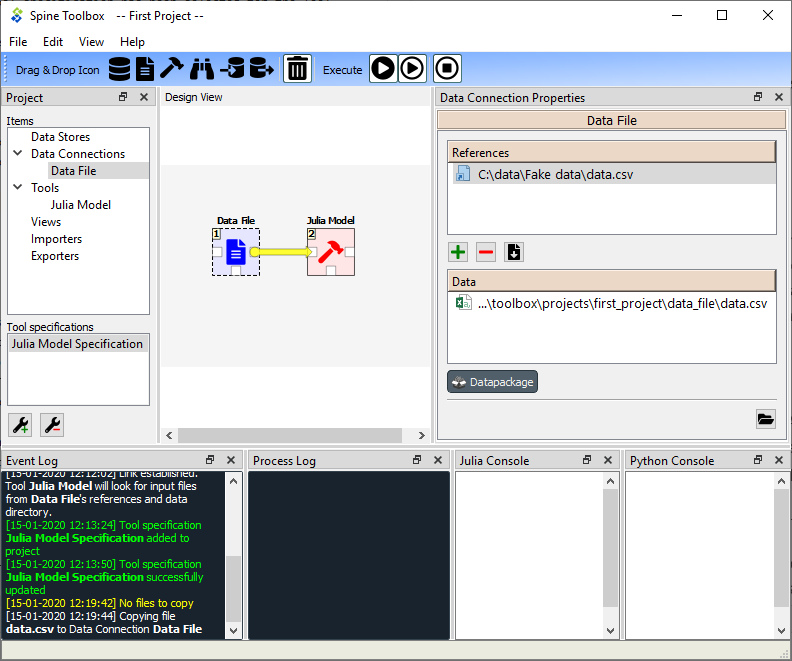 Spine Toolbox   -- First Project --
File Edit View Help
Drag & Drop Icon
Execute
Project
Items
Data Stores
Data Connections
Data File
Tools
Julia Model
Views
Importers
Exporters
Tool specifications
Julia Model Specification
Design View
Data File
1
Julia Model
2
Data Connection Properties
Data File
References
C:\data\Fake data\data.csv
Data
...\toolbox\projects\first_project\data_file\data.csv
Datapackage
Event Log
[15-01-2020 12:12:02] Link established.
Tool Julia Model will look for input files
from Data File's references and data
directory.
[15-01-2020 12:13:24] Tool specification
Julia Model Specification added to
project
[15-01-2020 12:13:50] Tool specification
Julia Model Specification successfully
updated
[15-01-2020 12:19:42] No files to copy
[15-01-2020 12:19:44] Copying file
data.csv to Data Connection Data File
Process Log
Julia Console
Python Console